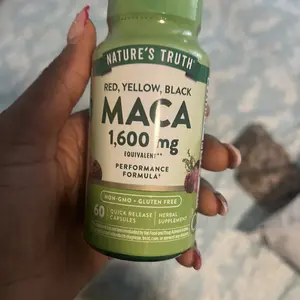 NATURE'S TRUTH
RED, YELLOW, BLACK
MACA
1,600 mg
EQUIVALENT**
PERFORMANCE
FORMULA*
NON-GMO • GLUTEN FREE
60
QUICK RELEASE
CAPSULES
HERBAL
SUPPLEMENT